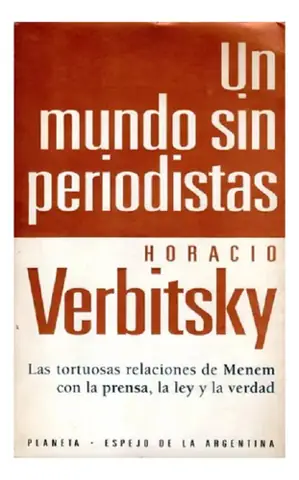 Un
mundo sin
periodistas
HORACIO
Verbitsky
Las tortuosas relaciones de Menem
con la prensa, la ley y la verdad
PLANETA - ESPEJO DE LA ARGENTINA